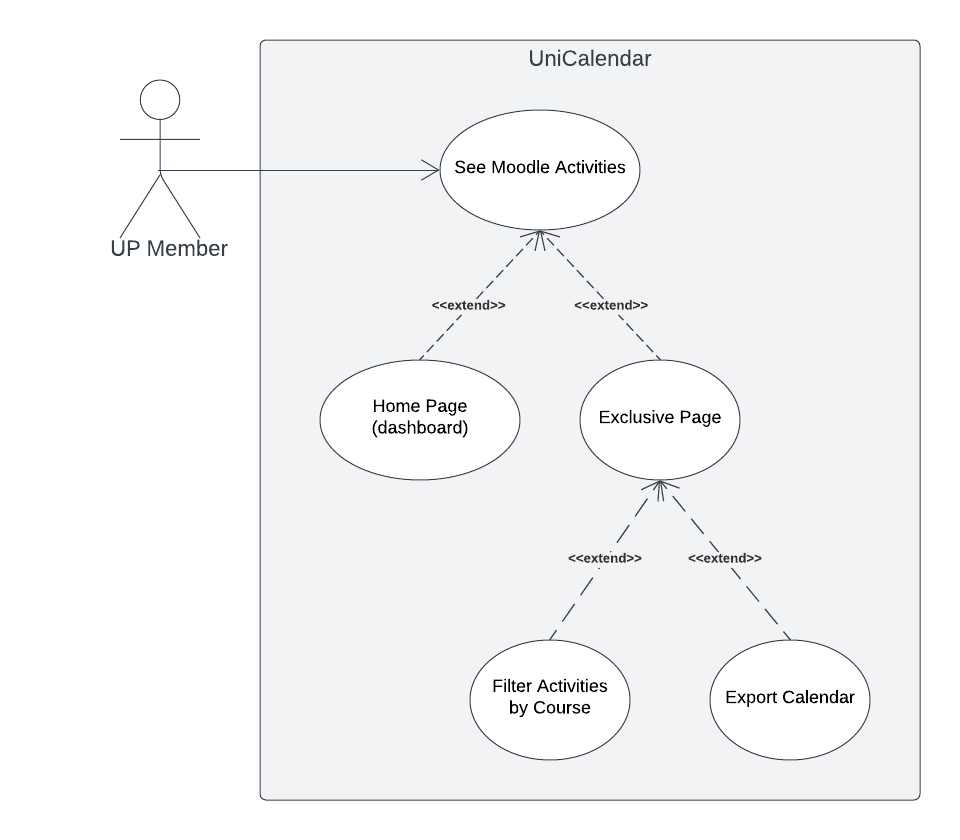 UniCalendar
See Moodle Activities
UP Member
<<extend>>
<<extend>>
Home Page
(dashboard)
Exclusive Page
<<extend>>
<<extend>>
Filter Activities
by Course
Export Calendar